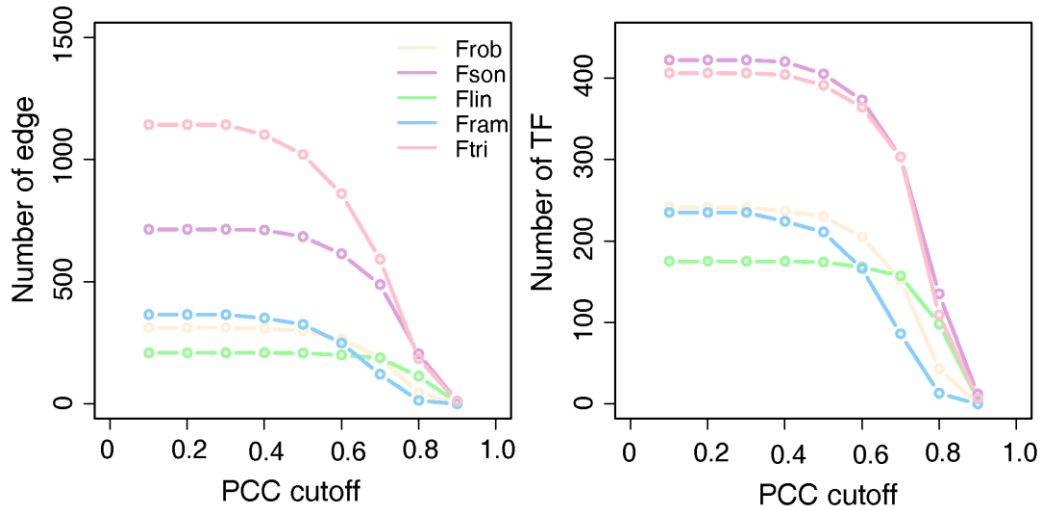 Number of edge
1500
1000
500
0
Frob
Fson
Flin
Fram
Ftri
0 0.2 0.4 0.6 0.8 1.0
PCC cutoff
Number of TF
400
300
200
100
0
0 0.2 0.4 0.6 0.8 1.0
PCC cutoff